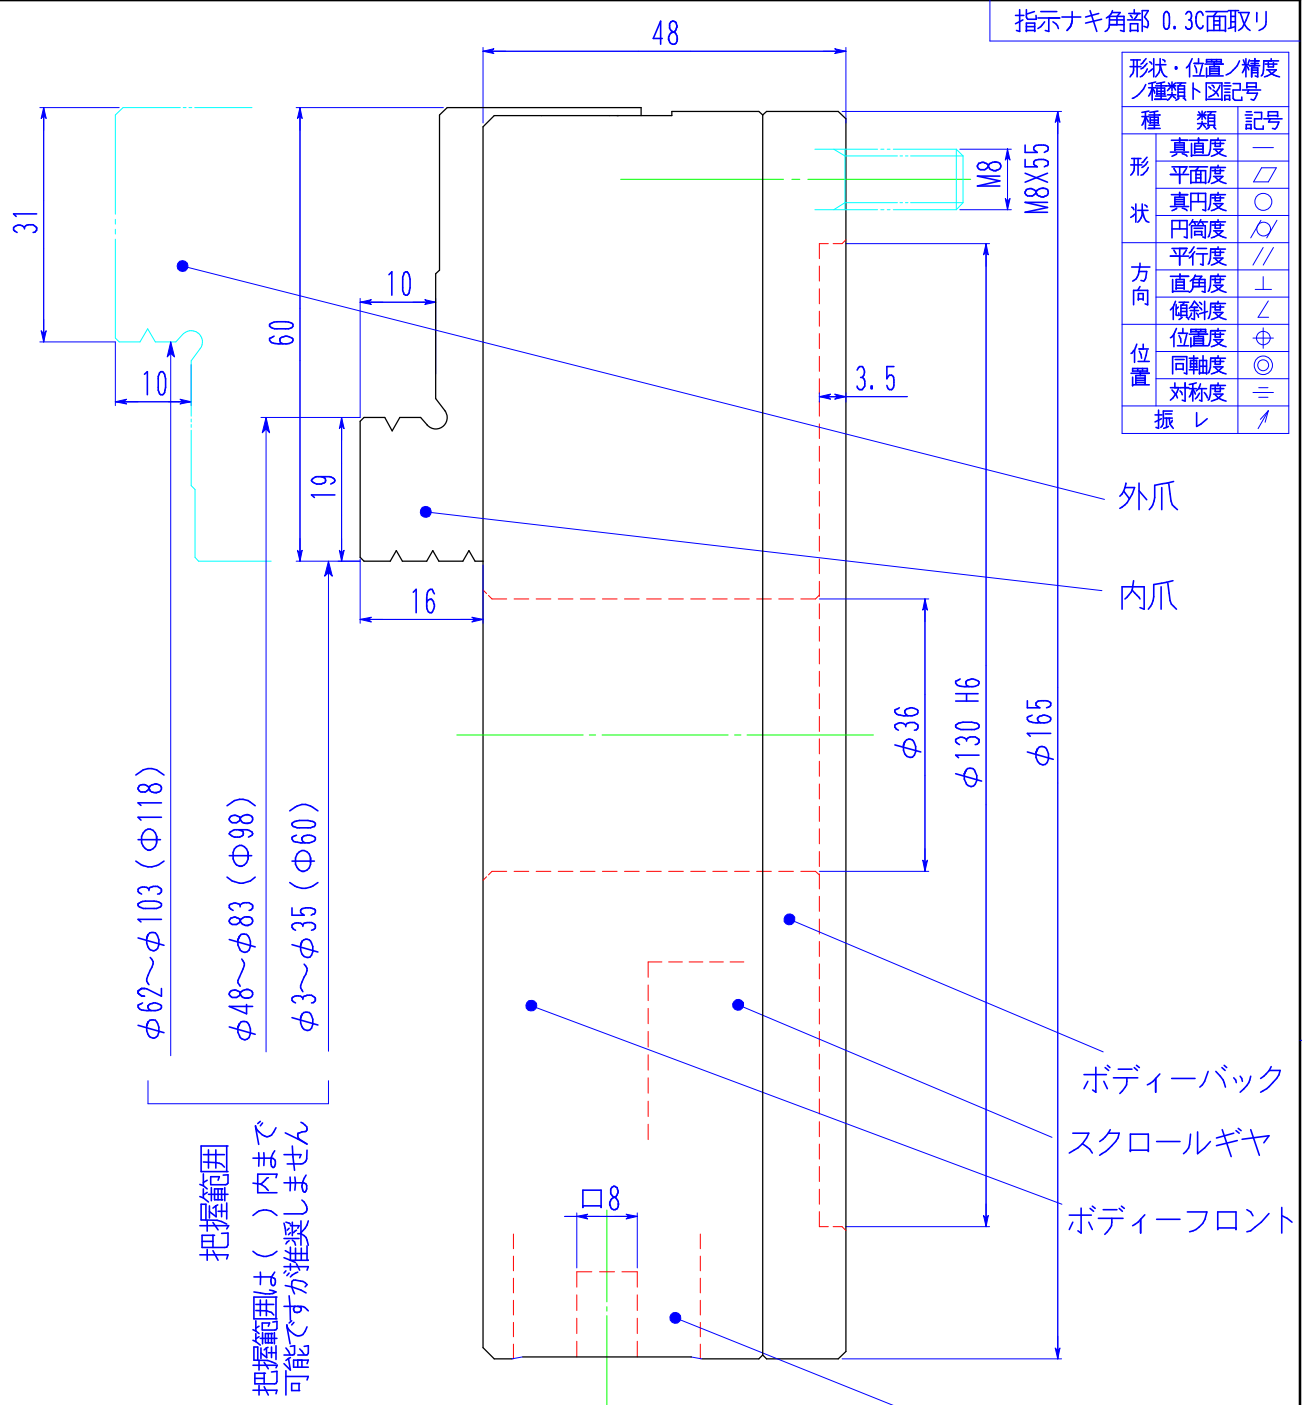 指示ナキ角部 0.3C面取リ
形状・位置ノ精度
ノ種類ト図記号
種 類 記号
形状
真直度 —
平面度 ▱
真円度 ○
円筒度 ⌭
方向
平行度 //
直角度 ⊥
傾斜度 ∠
位置
位置度 ⌖
同軸度 ◎
対称度 ⌯
振レ ↗
48
31
10
60
10
19
16
3.5
M8
M8X55
外爪
内爪
φ36
φ130 H6
φ165
φ62～φ103(Φ118)
φ48～φ83(Φ98)
φ3～φ35(Φ60)
ボディーバック
スクロールギヤ
ボディーフロント
口8
把握範囲
把握範囲は( )内まで
可能ですが推奨しません